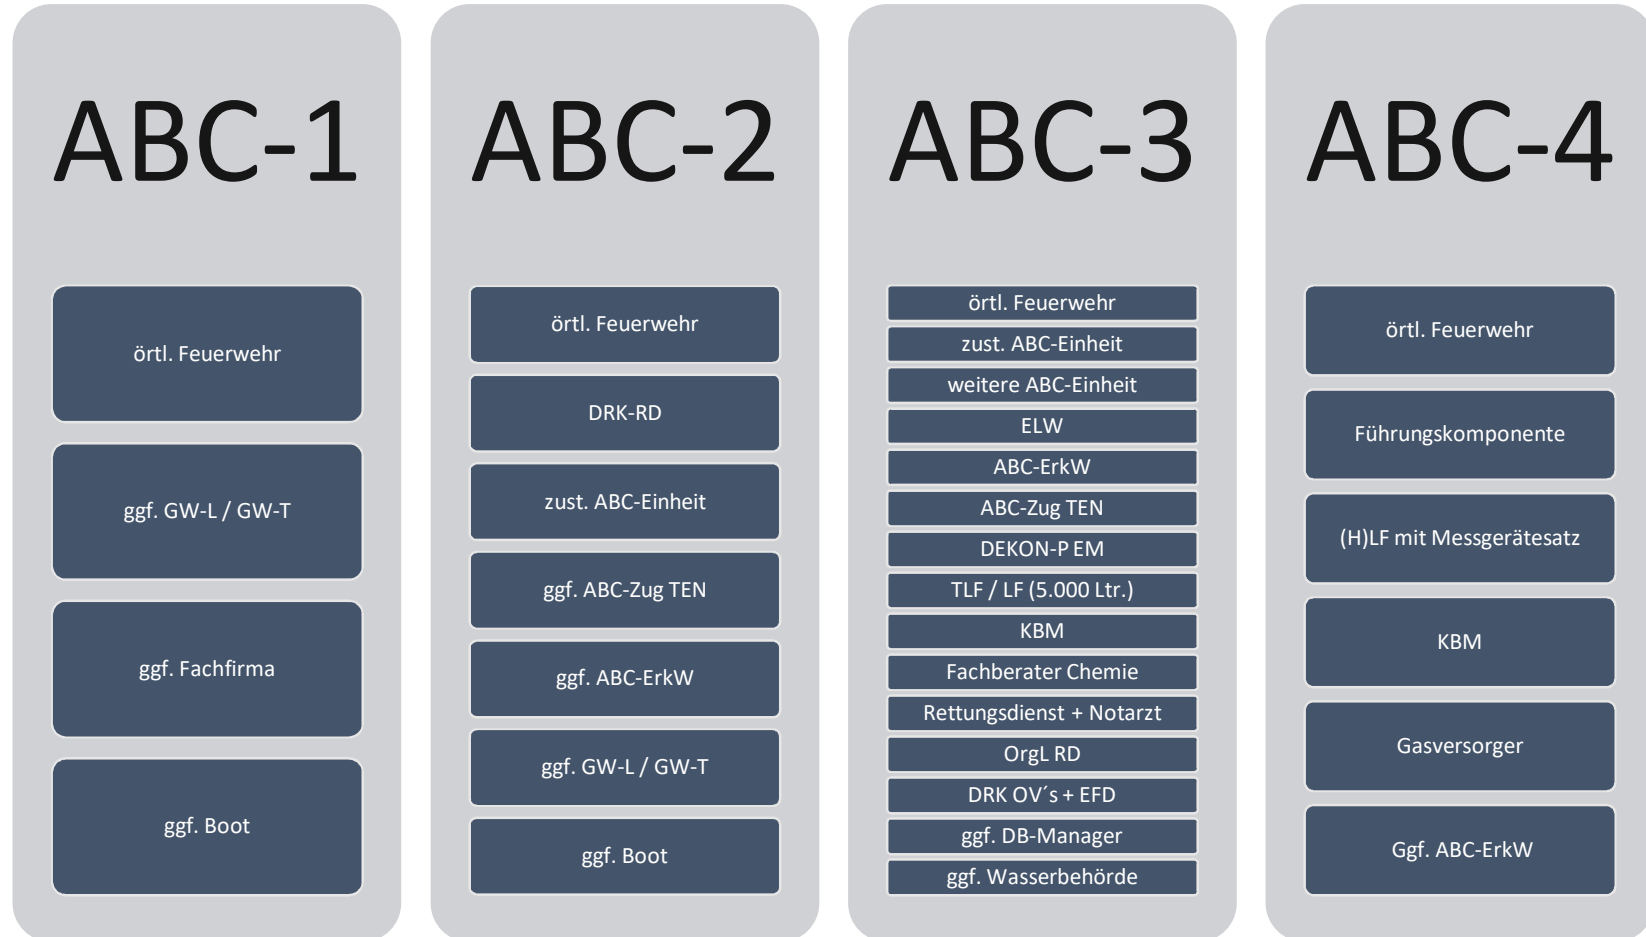 ABC-1
örtl. Feuerwehr
ggf. GW-L / GW-T
ggf. Fachfirma
ggf. Boot
ABC-2
örtl. Feuerwehr
DRK-RD
zust. ABC-Einheit
ggf. ABC-Zug TEN
ggf. ABC-ErkW
ggf. GW-L / GW-T
ggf. Boot
ABC-3
örtl. Feuerwehr
zust. ABC-Einheit
weitere ABC-Einheit
ELW
ABC-ErkW
ABC-Zug TEN
DEKON-P EM
TLF / LF (5.000 Ltr.)
KBM
Fachberater Chemie
Rettungsdienst + Notarzt
OrgL RD
DRK OV´s + EFD
ggf. DB-Manager
ggf. Wasserbehörde
ABC-4
örtl. Feuerwehr
Führungskomponente
(H)LF mit Messgerätesatz
KBM
Gasversorger
Ggf. ABC-ErkW